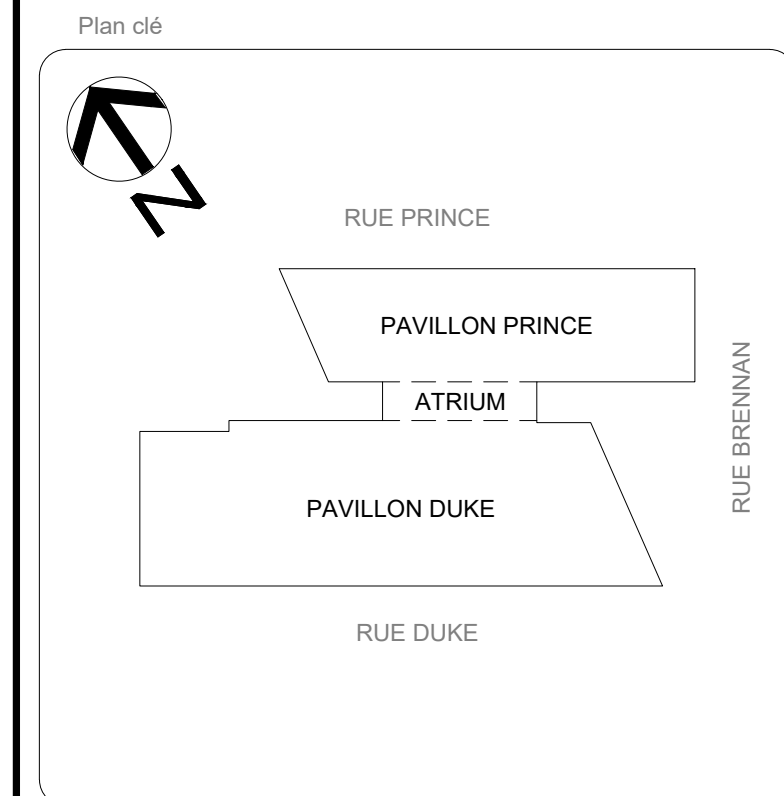 Plan clé
N
RUE PRINCE
PAVILLON PRINCE
ATRIUM
RUE BRENNAN
PAVILLON DUKE
RUE DUKE